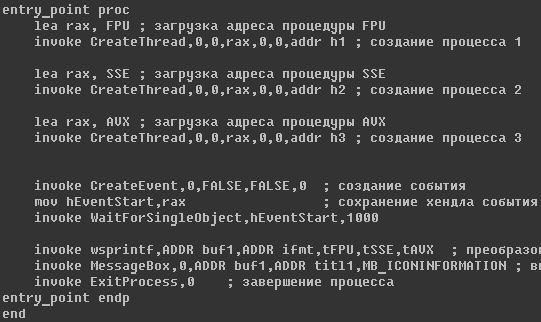 entry_point proc
lea rax, FPU ; загрузка адреса процедуры FPU
invoke CreateThread,0,0,rax,0,0,addr h1 ; создание процесса 1
lea rax, SSE ; загрузка адреса процедуры SSE
invoke CreateThread,0,0,rax,0,0,addr h2 ; создание процесса 2
lea rax, AVX ; загрузка адреса процедуры AVX
invoke CreateThread,0,0,rax,0,0,addr h3 ; создание процесса 3
invoke CreateEvent,0,FALSE,FALSE,0 ; создание события
mov hEventStart,rax ; сохранение хендла события
invoke WaitForSingleObject,hEventStart,1000
invoke wsprintf,ADDR buf1,ADDR ifmt,tFPU,tSSE,tAVX ; преобразо
invoke MessageBox,0,ADDR buf1,ADDR titl1,MB_ICONINFORMATION ; в
invoke ExitProcess,0 ; завершение процесса
entry_point endp
end